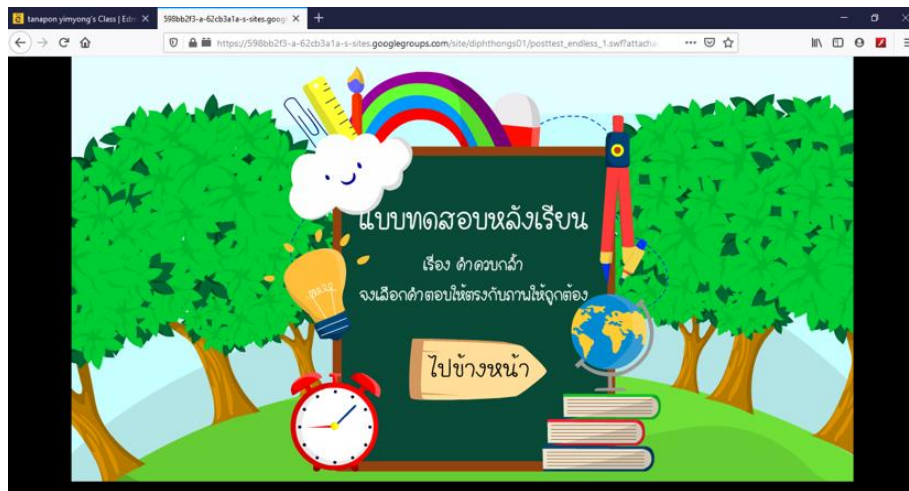 tanapon yimyong's Class | Edm
598bb2f3-a-62cb3a1a-s-sites.goog
https://598bb2f3-a-62cb3a1a-s-sites.googlegroups.com/site/diphthongs01/posttest_endless_1.swf?attacha
แบบทดสอบหลังเรียน
เรื่อง คำควบกล้ำ
จงเลือกคำตอบให้ตรงกับภาพให้ถูกต้อง
ไปข้างหน้า